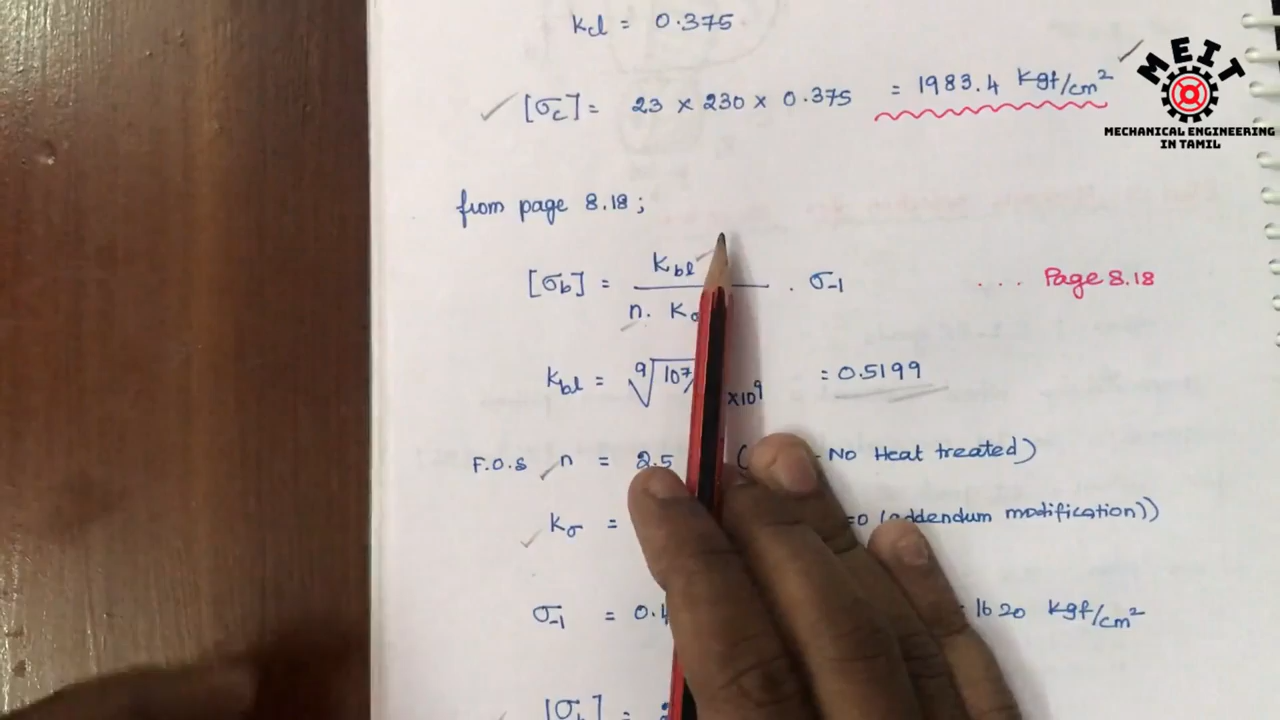 Kcl = 0.375
[σc] = 23 × 230 × 0.375 = 1983.4 Kgf/cm²
MEIT
MECHANICAL ENGINEERING
IN TAMIL
from page 8.18;
[σb] = Kbl / n. Kσ . σ-1 ... Page 8.18
Kbl = ⁹√10⁷/ ×10⁹ = 0.5199
F.O.S n = 2.5 ( - No Heat treated)
Kσ = =0 (addendum modification))
σ-1 = 0.4 = 1620 Kgf/cm²
[σb] =